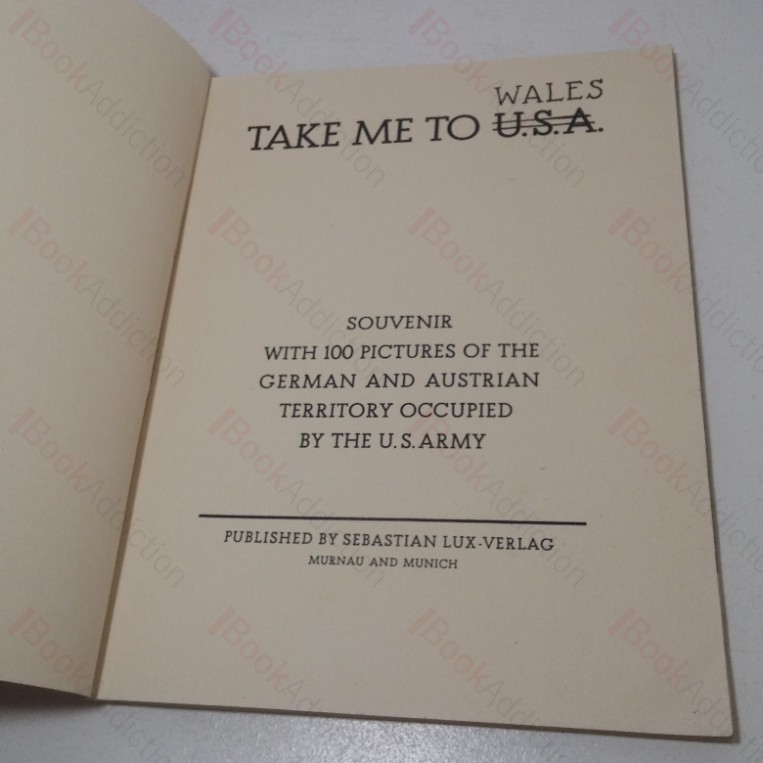 WALES
TAKE ME TO U.S.A.
SOUVENIR
WITH 100 PICTURES OF THE
GERMAN AND AUSTRIAN
TERRITORY OCCUPIED
BY THE U.S. ARMY
PUBLISHED BY SEBASTIAN LUX-VERLAG
MURNAU AND MUNICH
BookAddiction